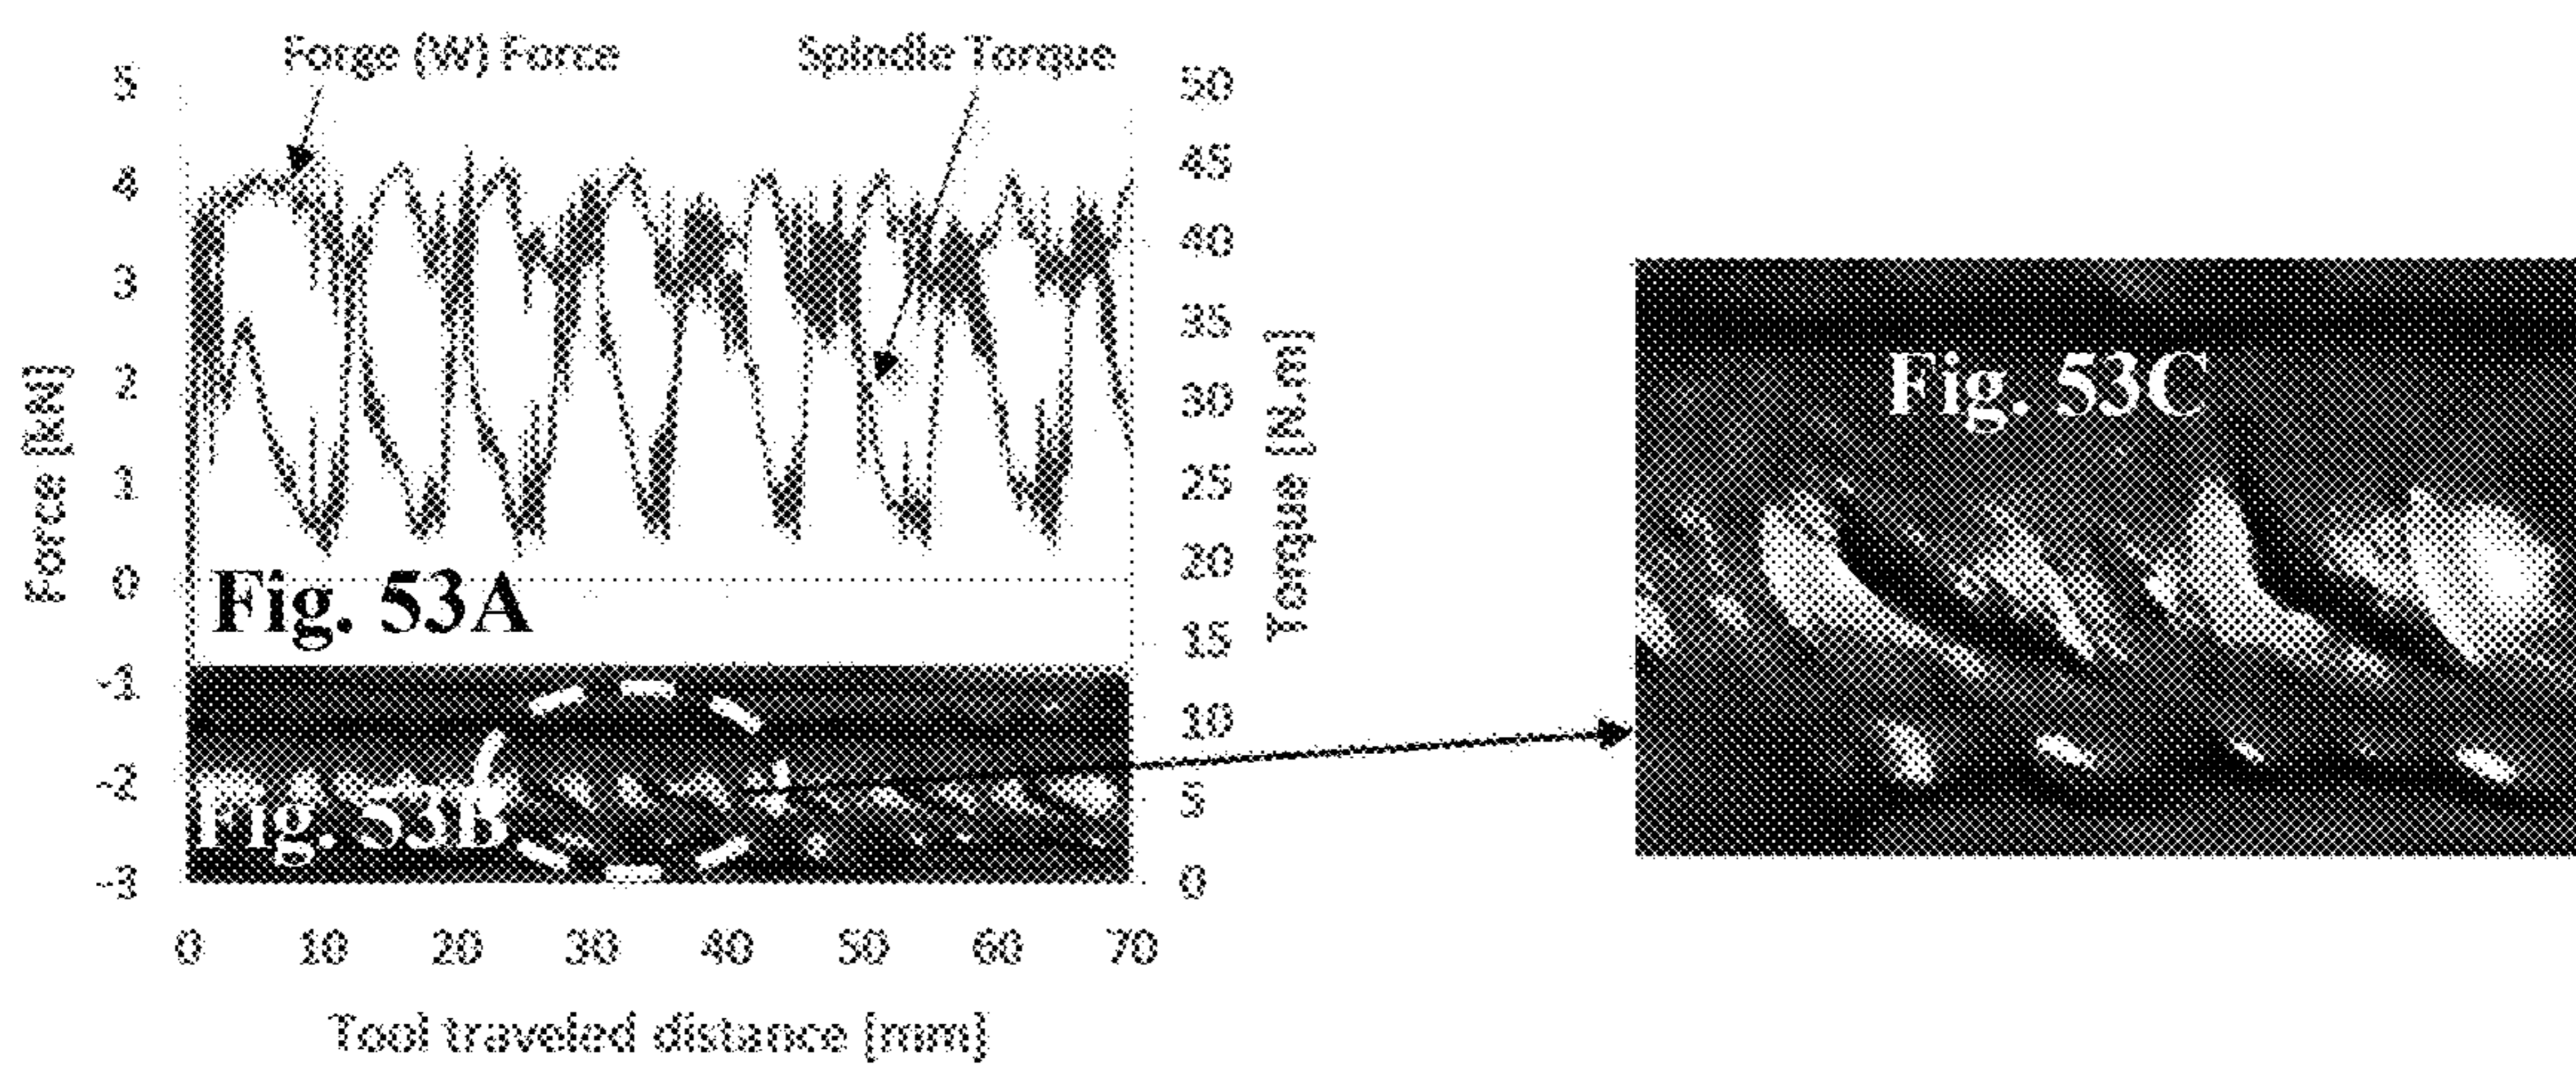 Forge (W) Force
Spindle Torque
5
4
3
2
1
0
-1
-2
-3
Force [kN]
50
45
40
35
30
25
20
15
10
5
0
Torque [N.m]
Fig. 53A
Fig. 53B
Fig. 53C
0 10 20 30 40 50 60 70
Tool traveled distance [mm]